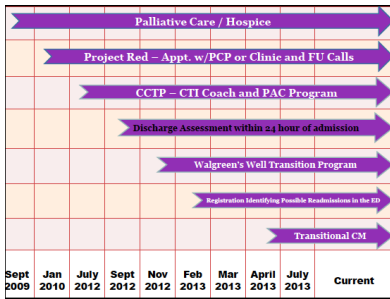 Palliative Care / Hospice
Project Red – Appt. w/PCP or Clinic and FU Calls
CCTP – CTI Coach and PAC Program
Discharge Assessment within 24 hour of admission
Walgreen's Well Transition Program
Registration Identifying Possible Readmissions in the ED
Transitional CM
Sept 2009
Jan 2010
July 2012
Sept 2012
Nov 2012
Feb 2013
Mar 2013
April 2013
July 2013
Current